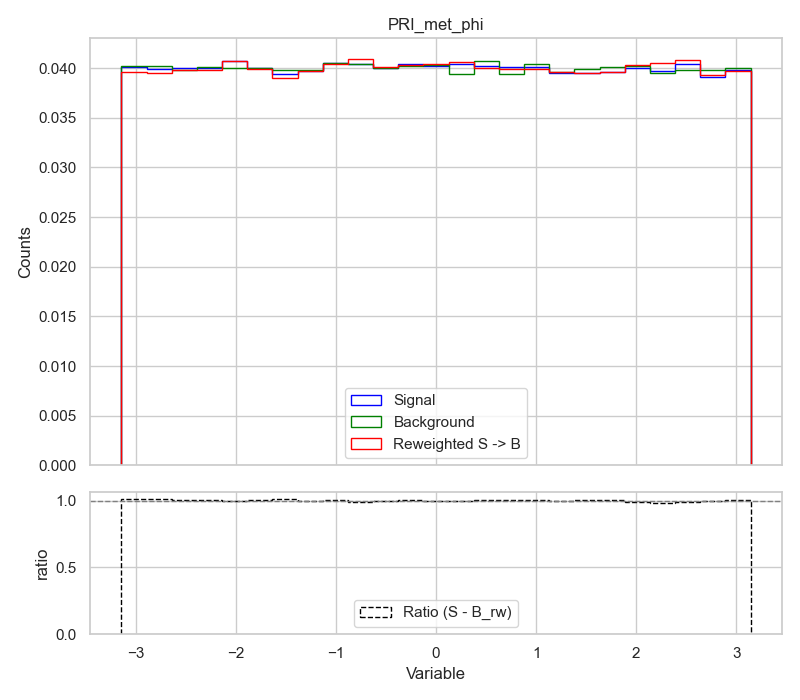 PRI_met_phi
Counts
0.040
0.035
0.030
0.025
0.020
0.015
0.010
0.005
0.000
Signal
Background
Reweighted S -> B
ratio
1.0
0.5
0.0
Ratio (S - B_rw)
−3 −2 −1 0 1 2 3
Variable